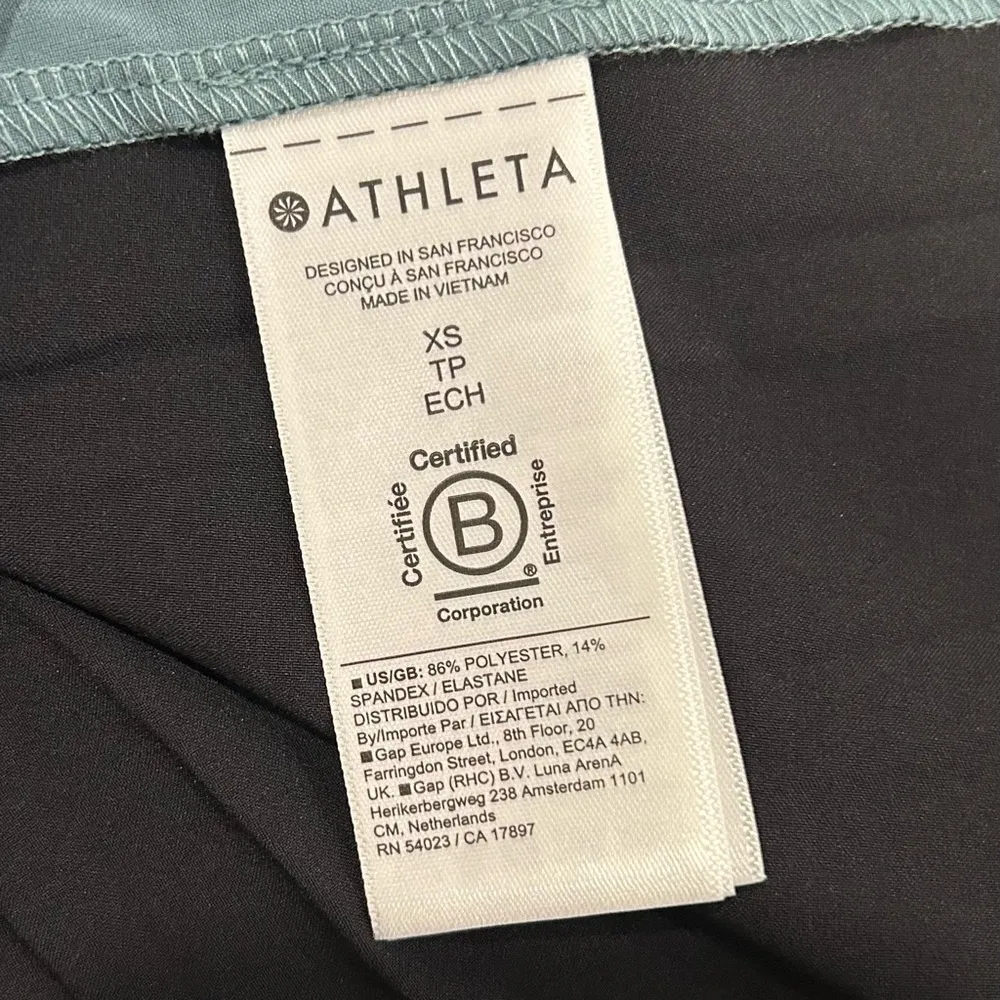 ATHLETA
DESIGNED IN SAN FRANCISCO
CONÇU À SAN FRANCISCO
MADE IN VIETNAM
XS
TP
ECH
Certified
Certifiée
B
Entreprise
®
Corporation
US/GB: 86% POLYESTER, 14%
SPANDEX / ELASTANE
DISTRIBUIDO POR / Imported
By/Importe Par / ΕΙΣΑΓΕΤΑΙ ΑΠΟ ΤΗΝ:
Gap Europe Ltd., 8th Floor, 20
Farringdon Street, London, EC4A 4AB,
UK. Gap (RHC) B.V. Luna ArenA
Herikerbergweg 238 Amsterdam 1101
CM, Netherlands
RN 54023 / CA 17897